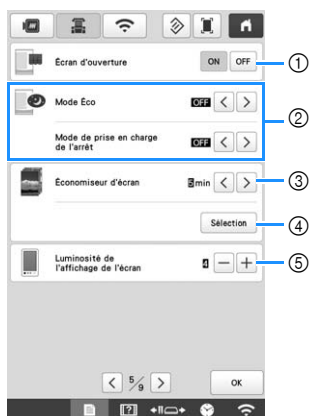 Écran d'ouverture ON OFF ①
Mode Éco OFF < >
②
Mode de prise en charge
de l'arrêt OFF < >
Économiseur d'écran 5min < > ③
Sélection ④
Luminosité de
l'affichage de l'écran 4 − + ⑤
< 5/9 > OK